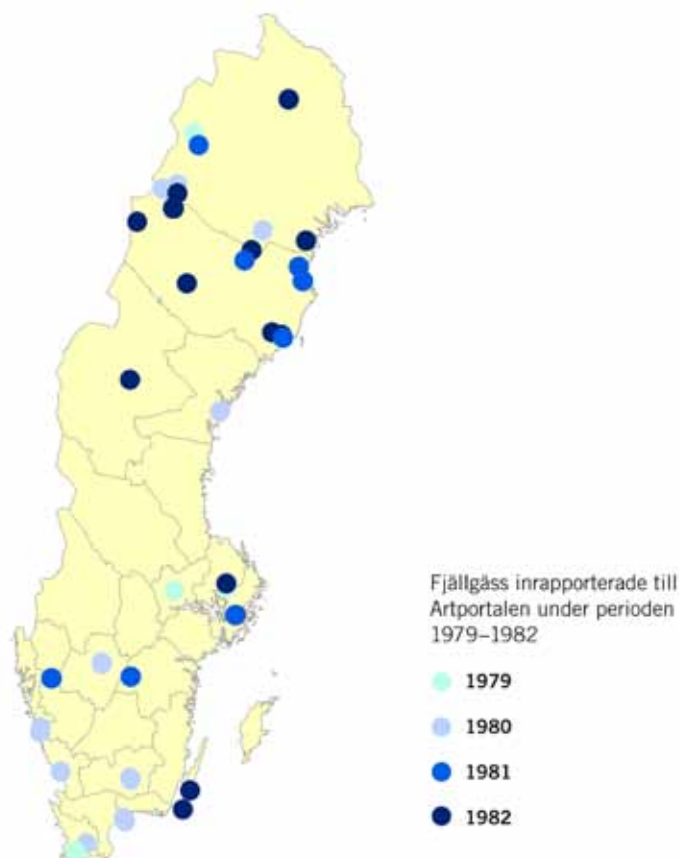 Fjällgäss inrapporterade till
Artportalen under perioden
1979–1982
1979
1980
1981
1982